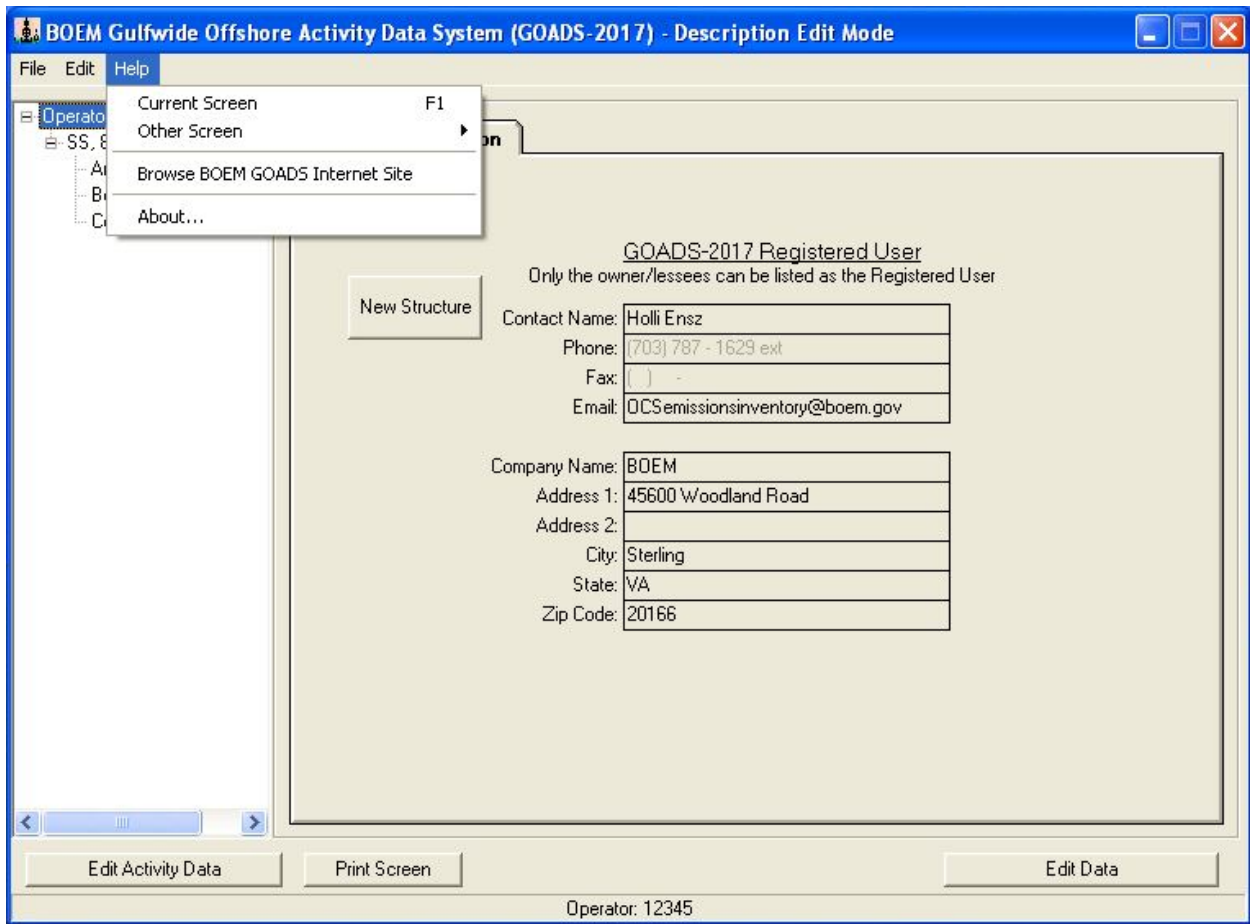 BOEM Gulfwide Offshore Activity Data System (GOADS-2017) - Description Edit Mode
File Edit Help
Current Screen F1
Other Screen
Browse BOEM GOADS Internet Site
About...
GOADS-2017 Registered User
Only the owner/lessees can be listed as the Registered User
New Structure
Contact Name: Holli Ensz
Phone: (703) 787 - 1629 ext
Fax: ( ) -
Email: OCSemissionsinventory@boem.gov
Company Name: BOEM
Address 1: 45600 Woodland Road
Address 2:
City: Sterling
State: VA
Zip Code: 20166
Edit Activity Data Print Screen Edit Data
Operator: 12345